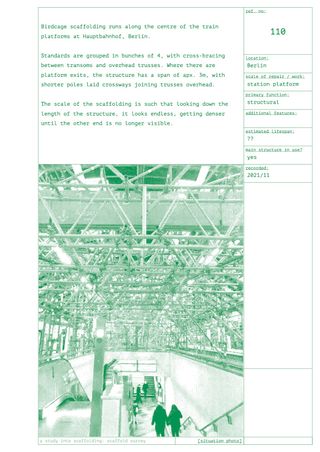 Birdcage scaffolding runs along the centre of the train
platforms at Hauptbahnhof, Berlin.
Standards are grouped in bunches of 4, with cross-bracing
between transoms and overhead trusses. Where there are
platform exits, the structure has a span of apx. 5m, with
shorter poles laid crossways joining trusses overhead.
The scale of the scaffolding is such that looking down the
length of the structure, it looks endless, getting denser
until the other end is no longer visible.
ref. no:
110
location:
Berlin
scale of repair / work:
station platform
primary function:
structural
additional features:
estimated lifespan:
??
main structure in use?
yes
recorded:
2021/11
a study into scaffolding
scaffold survey
[situation photo]